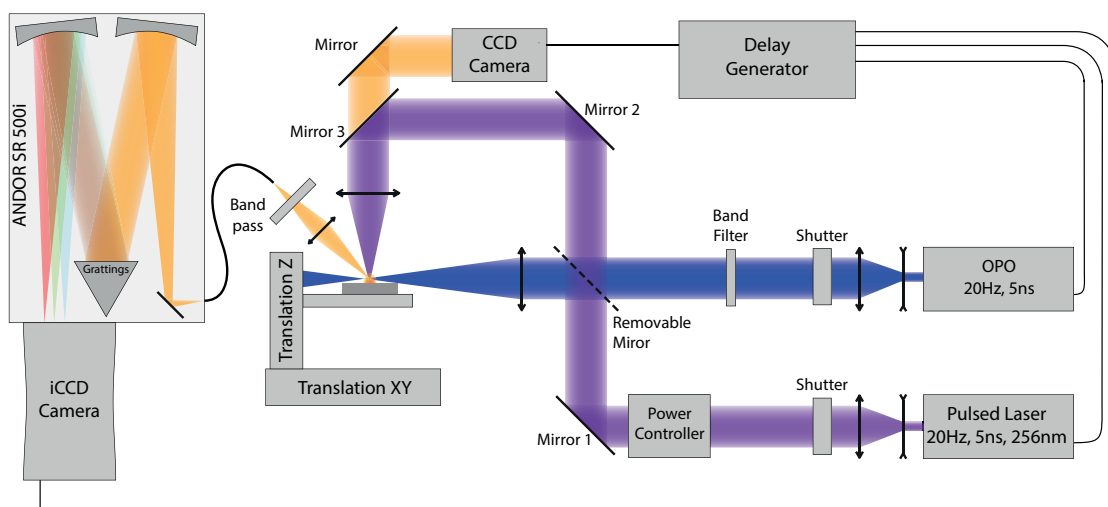 ANDOR SR 500i
Grattings
iCCD
Camera
Band
pass
Mirror
CCD
Camera
Delay
Generator
Mirror 3
Mirror 2
Translation Z
Translation XY
Band
Filter
Shutter
OPO
20Hz, 5ns
Removable
Miror
Mirror 1
Power
Controller
Shutter
Pulsed Laser
20Hz, 5ns, 256nm